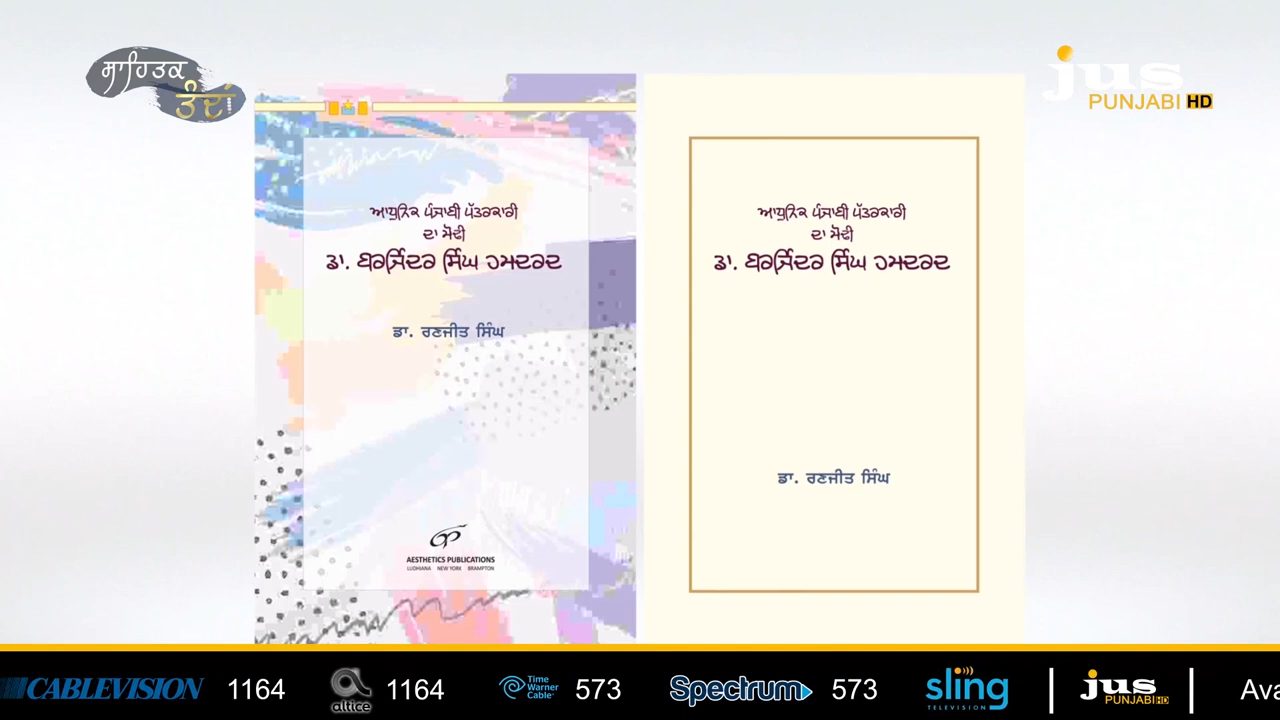 ਸਾਹਿਤਕ
ਤੰਦਾਂ
jus
PUNJABI HD
ਆਧੁਨਿਕ ਪੰਜਾਬੀ ਪੱਤਰਕਾਰੀ
ਦਾ ਮੋਢੀ
ਡਾ. ਬਰਜਿੰਦਰ ਸਿੰਘ ਹਮਦਰਦ
ਡਾ. ਰਣਜੀਤ ਸਿੰਘ
AESTHETICS PUBLICATIONS
LUDHIANA NEW YORK BRAMPTON
ਆਧੁਨਿਕ ਪੰਜਾਬੀ ਪੱਤਰਕਾਰੀ
ਦਾ ਮੋਢੀ
ਡਾ. ਬਰਜਿੰਦਰ ਸਿੰਘ ਹਮਦਰਦ
ਡਾ. ਰਣਜੀਤ ਸਿੰਘ
CABLEVISION 1164 altice 1164 Time Warner Cable 573 Spectrum 573 sling TELEVISION | jus PUNJABI HD | Ava